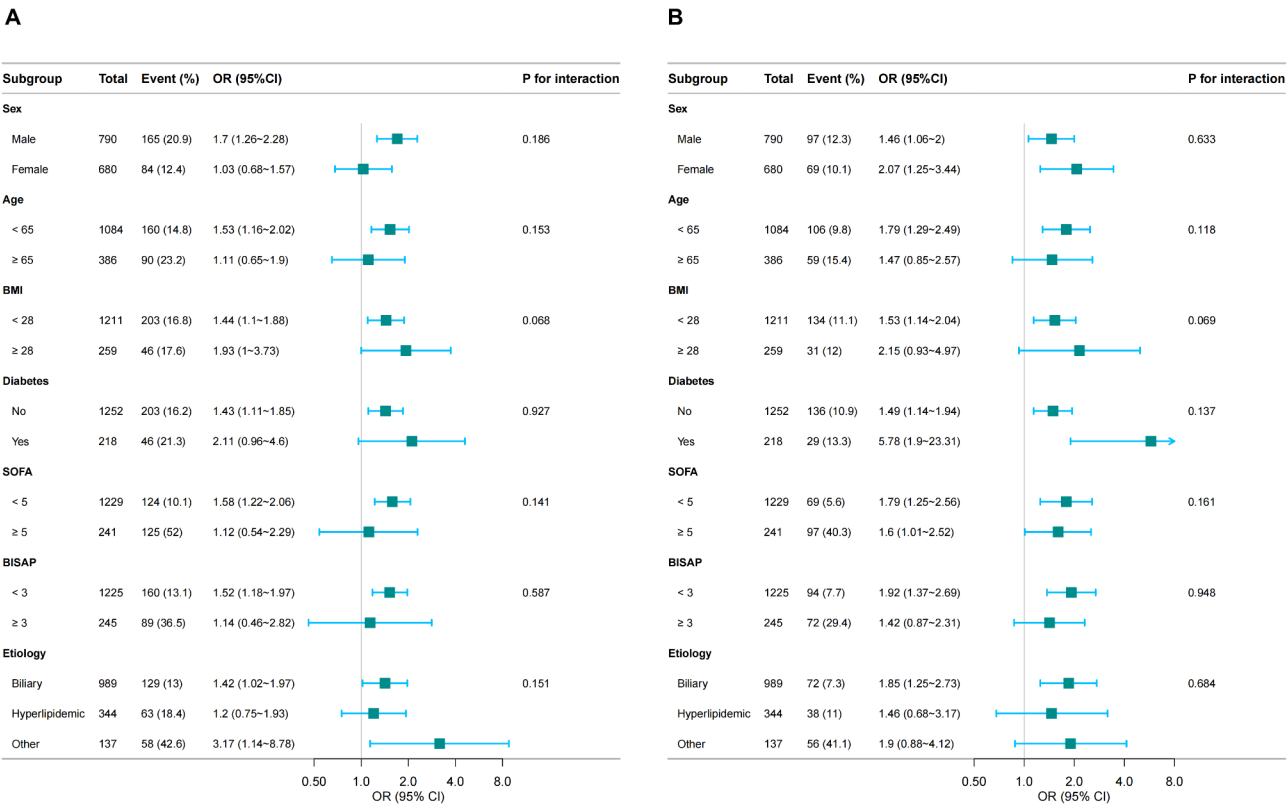 A
Subgroup Total Event (%) OR (95%CI) P for interaction
Sex
Male 790 165 (20.9) 1.7 (1.26~2.28) 0.186
Female 680 84 (12.4) 1.03 (0.68~1.57)
Age
< 65 1084 160 (14.8) 1.53 (1.16~2.02) 0.153
≥ 65 386 90 (23.2) 1.11 (0.65~1.9)
BMI
< 28 1211 203 (16.8) 1.44 (1.1~1.88) 0.068
≥ 28 259 46 (17.6) 1.93 (1~3.73)
Diabetes
No 1252 203 (16.2) 1.43 (1.11~1.85) 0.927
Yes 218 46 (21.3) 2.11 (0.96~4.6)
SOFA
< 5 1229 124 (10.1) 1.58 (1.22~2.06) 0.141
≥ 5 241 125 (52) 1.12 (0.54~2.29)
BISAP
< 3 1225 160 (13.1) 1.52 (1.18~1.97) 0.587
≥ 3 245 89 (36.5) 1.14 (0.46~2.82)
Etiology
Biliary 989 129 (13) 1.42 (1.02~1.97) 0.151
Hyperlipidemic 344 63 (18.4) 1.2 (0.75~1.93)
Other 137 58 (42.6) 3.17 (1.14~8.78)
0.50 1.0 2.0 4.0 8.0
OR (95% CI)
B
Subgroup Total Event (%) OR (95%CI) P for interaction
Sex
Male 790 97 (12.3) 1.46 (1.06~2) 0.633
Female 680 69 (10.1) 2.07 (1.25~3.44)
Age
< 65 1084 106 (9.8) 1.79 (1.29~2.49) 0.118
≥ 65 386 59 (15.4) 1.47 (0.85~2.57)
BMI
< 28 1211 134 (11.1) 1.53 (1.14~2.04) 0.069
≥ 28 259 31 (12) 2.15 (0.93~4.97)
Diabetes
No 1252 136 (10.9) 1.49 (1.14~1.94) 0.137
Yes 218 29 (13.3) 5.78 (1.9~23.31)
SOFA
< 5 1229 69 (5.6) 1.79 (1.25~2.56) 0.161
≥ 5 241 97 (40.3) 1.6 (1.01~2.52)
BISAP
< 3 1225 94 (7.7) 1.92 (1.37~2.69) 0.948
≥ 3 245 72 (29.4) 1.42 (0.87~2.31)
Etiology
Biliary 989 72 (7.3) 1.85 (1.25~2.73) 0.684
Hyperlipidemic 344 38 (11) 1.46 (0.68~3.17)
Other 137 56 (41.1) 1.9 (0.88~4.12)
0.50 1.0 2.0 4.0 8.0
OR (95% CI)